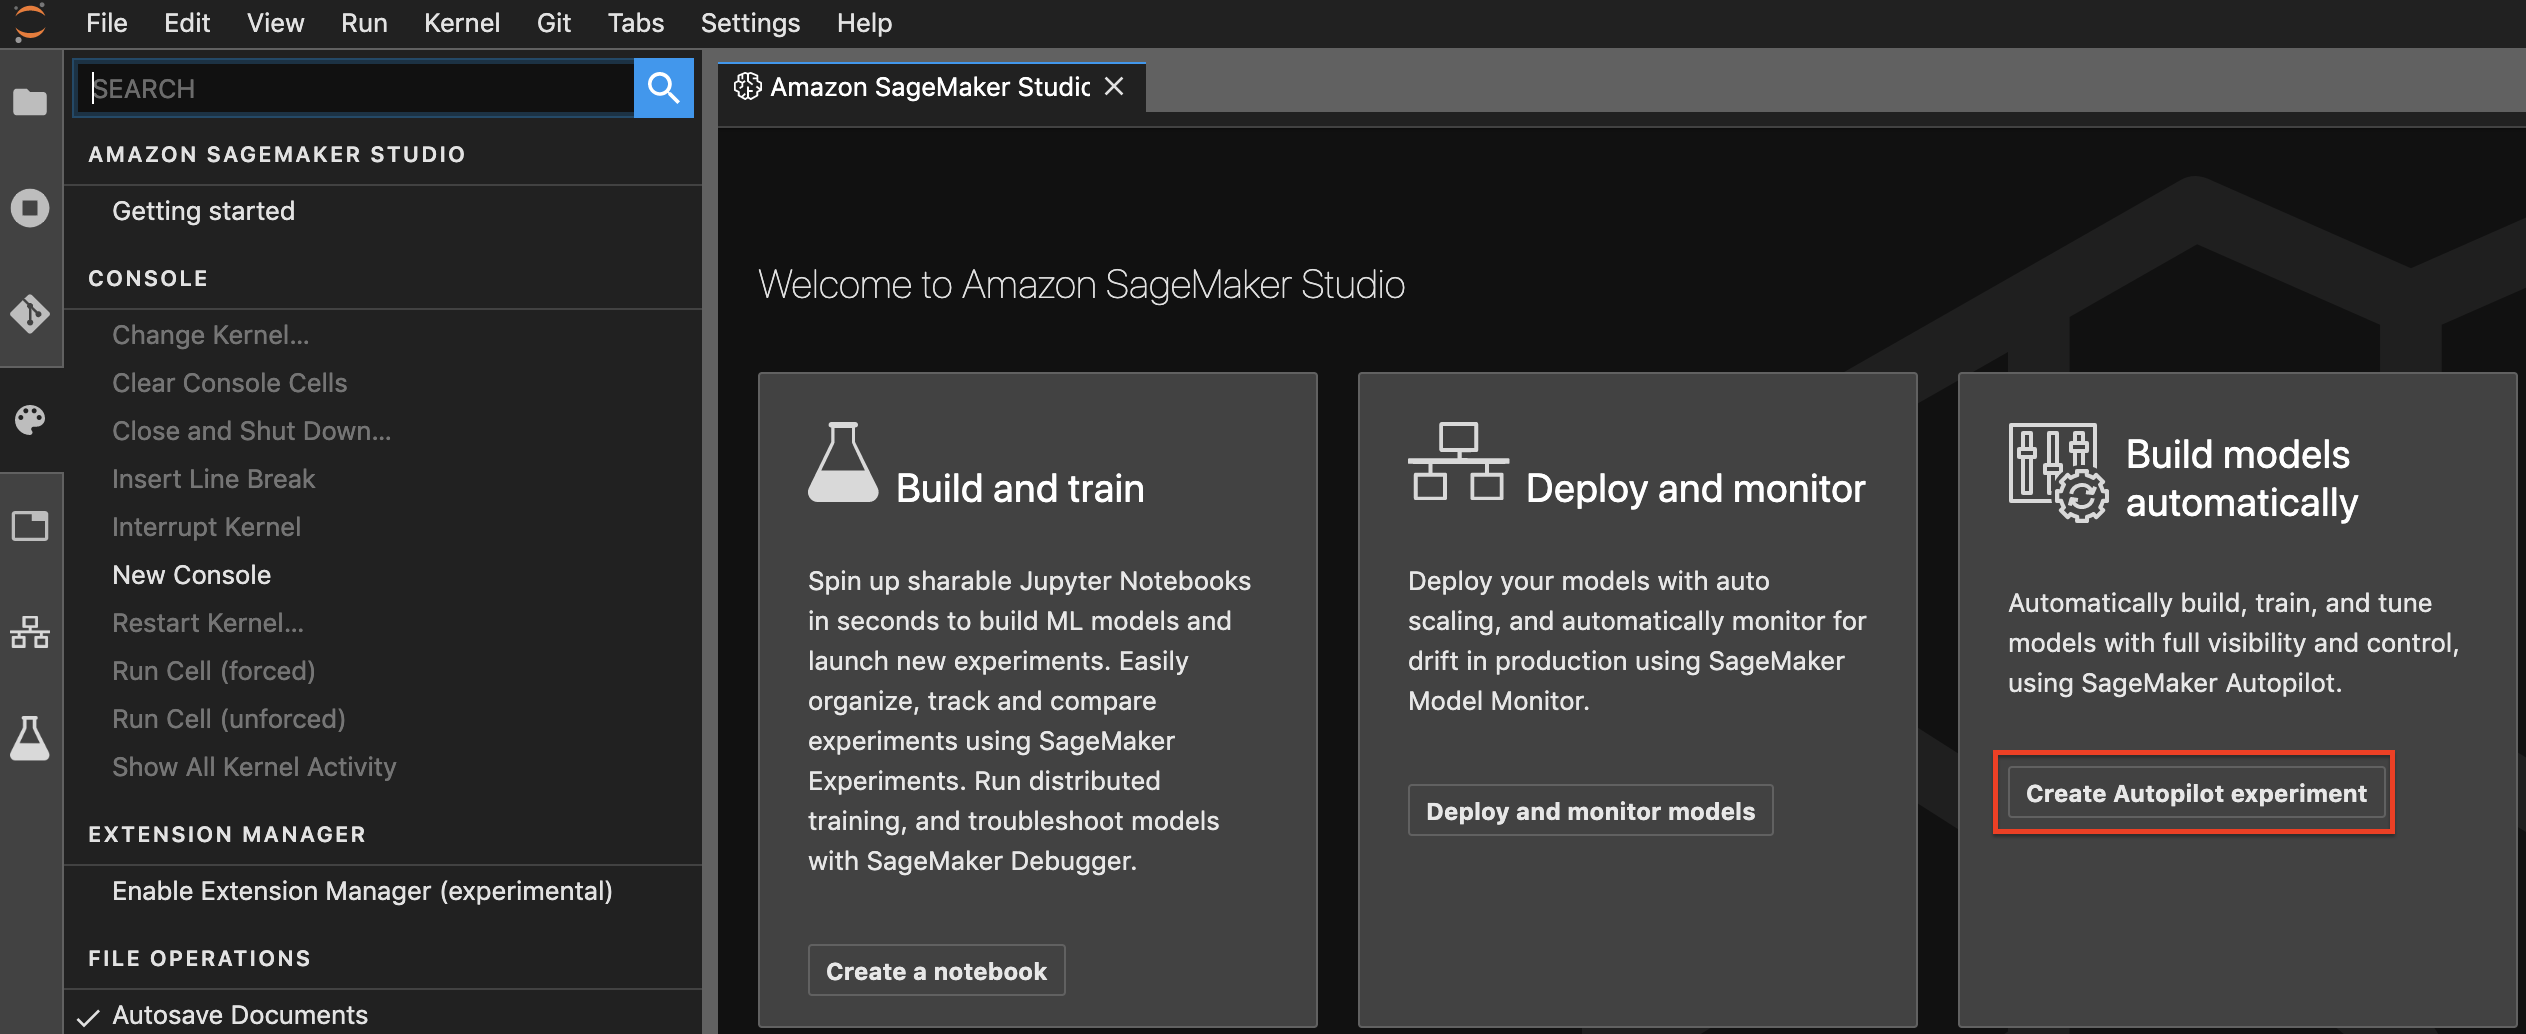 File Edit View Run Kernel Git Tabs Settings Help
SEARCH
AMAZON SAGEMAKER STUDIO
Getting started
CONSOLE
Change Kernel...
Clear Console Cells
Close and Shut Down...
Insert Line Break
Interrupt Kernel
New Console
Restart Kernel...
Run Cell (forced)
Run Cell (unforced)
Show All Kernel Activity
EXTENSION MANAGER
Enable Extension Manager (experimental)
FILE OPERATIONS
Autosave Documents
Amazon SageMaker Studio
Welcome to Amazon SageMaker Studio
Build and train
Spin up sharable Jupyter Notebooks
in seconds to build ML models and
launch new experiments. Easily
organize, track and compare
experiments using SageMaker
Experiments. Run distributed
training, and troubleshoot models
with SageMaker Debugger.
Create a notebook
Deploy and monitor
Deploy your models with auto
scaling, and automatically monitor for
drift in production using SageMaker
Model Monitor.
Deploy and monitor models
Build models
automatically
Automatically build, train, and tune
models with full visibility and control,
using SageMaker Autopilot.
Create Autopilot experiment